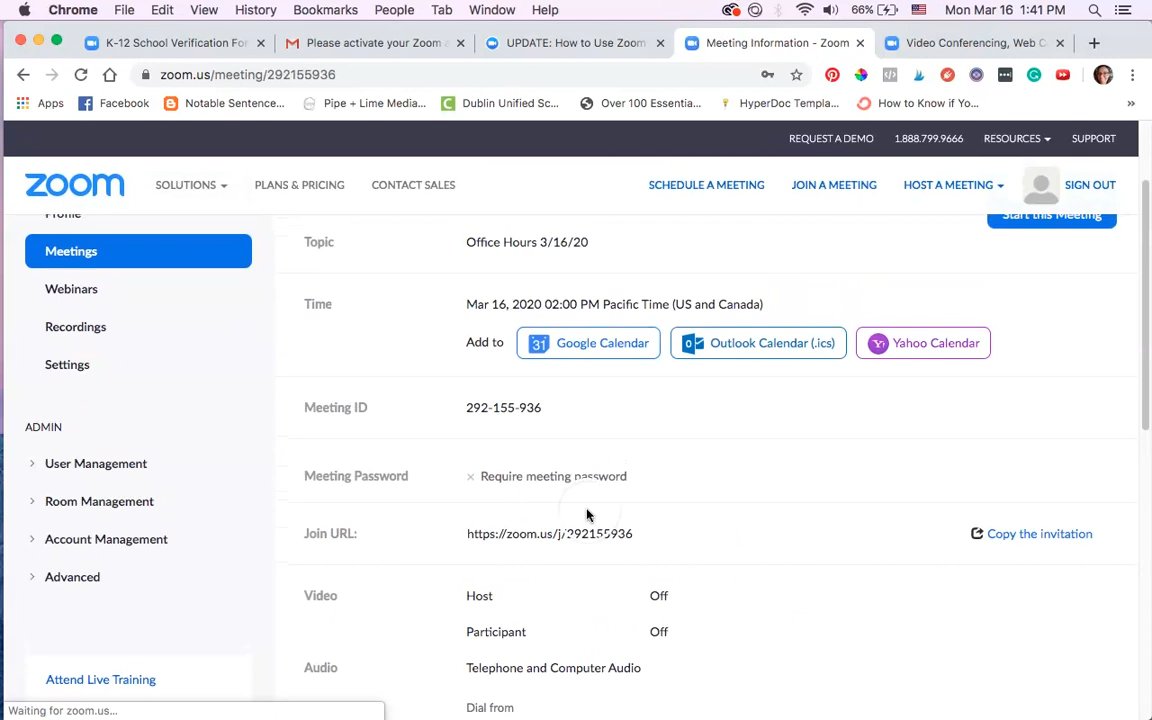 Chrome File Edit View History Bookmarks People Tab Window Help 66% Mon Mar 16 1:41 PM
K-12 School Verification For Please activate your Zoom a UPDATE: How to Use Zoom Meeting Information - Zoom Video Conferencing, Web C
zoom.us/meeting/292155936
Apps Facebook Notable Sentence... Pipe + Lime Media... Dublin Unified Sc... Over 100 Essentia... HyperDoc Templa... How to Know if Yo... »
REQUEST A DEMO 1.888.799.9666 RESOURCES SUPPORT
zoom SOLUTIONS PLANS & PRICING CONTACT SALES SCHEDULE A MEETING JOIN A MEETING HOST A MEETING SIGN OUT
Profile Start this Meeting
Topic Office Hours 3/16/20
Meetings
Webinars
Time Mar 16, 2020 02:00 PM Pacific Time (US and Canada)
Recordings
Add to 31 Google Calendar Outlook Calendar (.ics) Yahoo Calendar
Settings
Meeting ID 292-155-936
ADMIN
User Management
Meeting Password × Require meeting password
Room Management
Join URL: https://zoom.us/j/292155936 Copy the invitation
Account Management
Advanced
Video Host Off
Participant Off
Audio Telephone and Computer Audio
Attend Live Training
Dial from
Waiting for zoom.us...